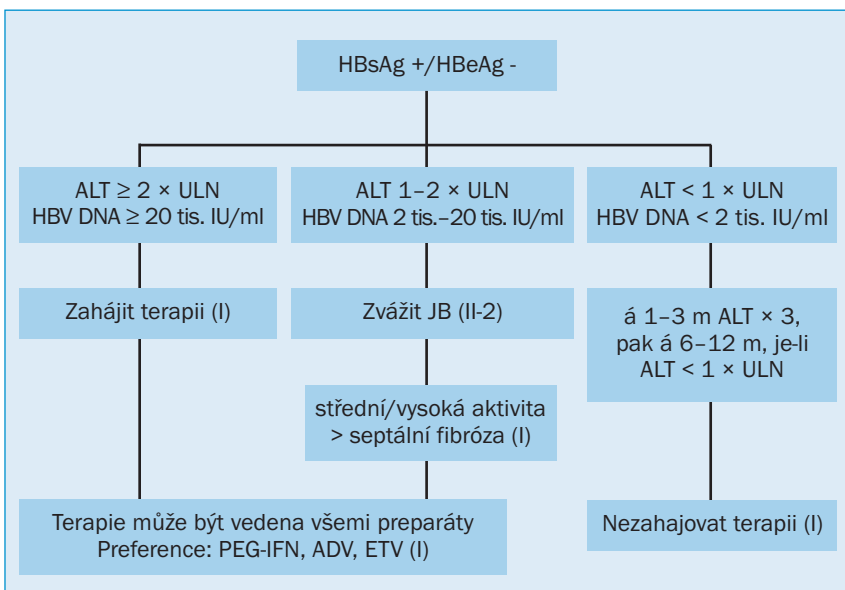 HBsAg +/HBeAg -
ALT ≥ 2 × ULN
HBV DNA ≥ 20 tis. IU/ml
ALT 1–2 × ULN
HBV DNA 2 tis.–20 tis. IU/ml
ALT < 1 × ULN
HBV DNA < 2 tis. IU/ml
Zahájit terapii (I)
Zvážit JB (II-2)
á 1–3 m ALT × 3,
pak á 6–12 m, je-li
ALT < 1 × ULN
střední/vysoká aktivita
> septální fibróza (I)
Terapie může být vedena všemi preparáty
Preference: PEG-IFN, ADV, ETV (I)
Nezahajovat terapii (I)